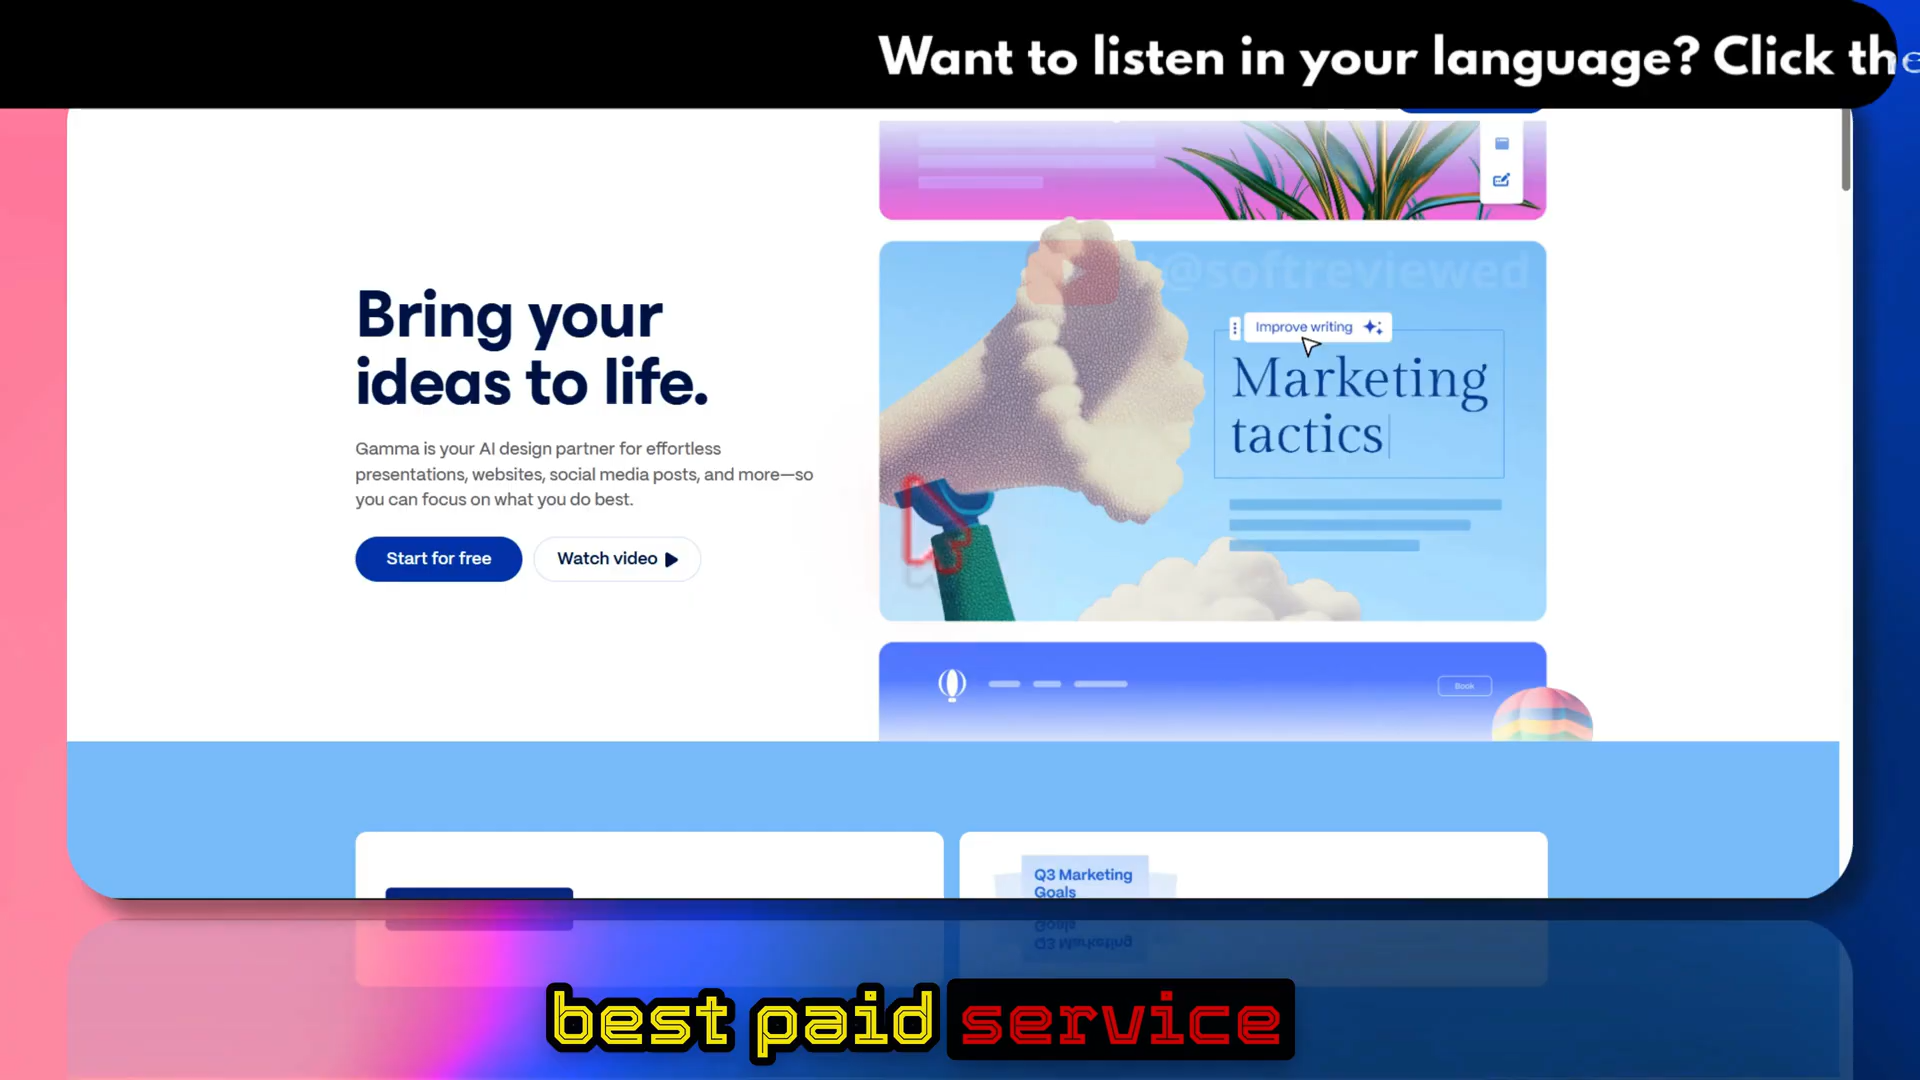 Want to listen in your language? Click the
@softreviewed
Bring your
ideas to life.
Gamma is your AI design partner for effortless
presentations, websites, social media posts, and more—so
you can focus on what you do best.
Start for free
Watch video
Improve writing
Marketing
tactics
Book
Q3 Marketing
Goals
best paid service